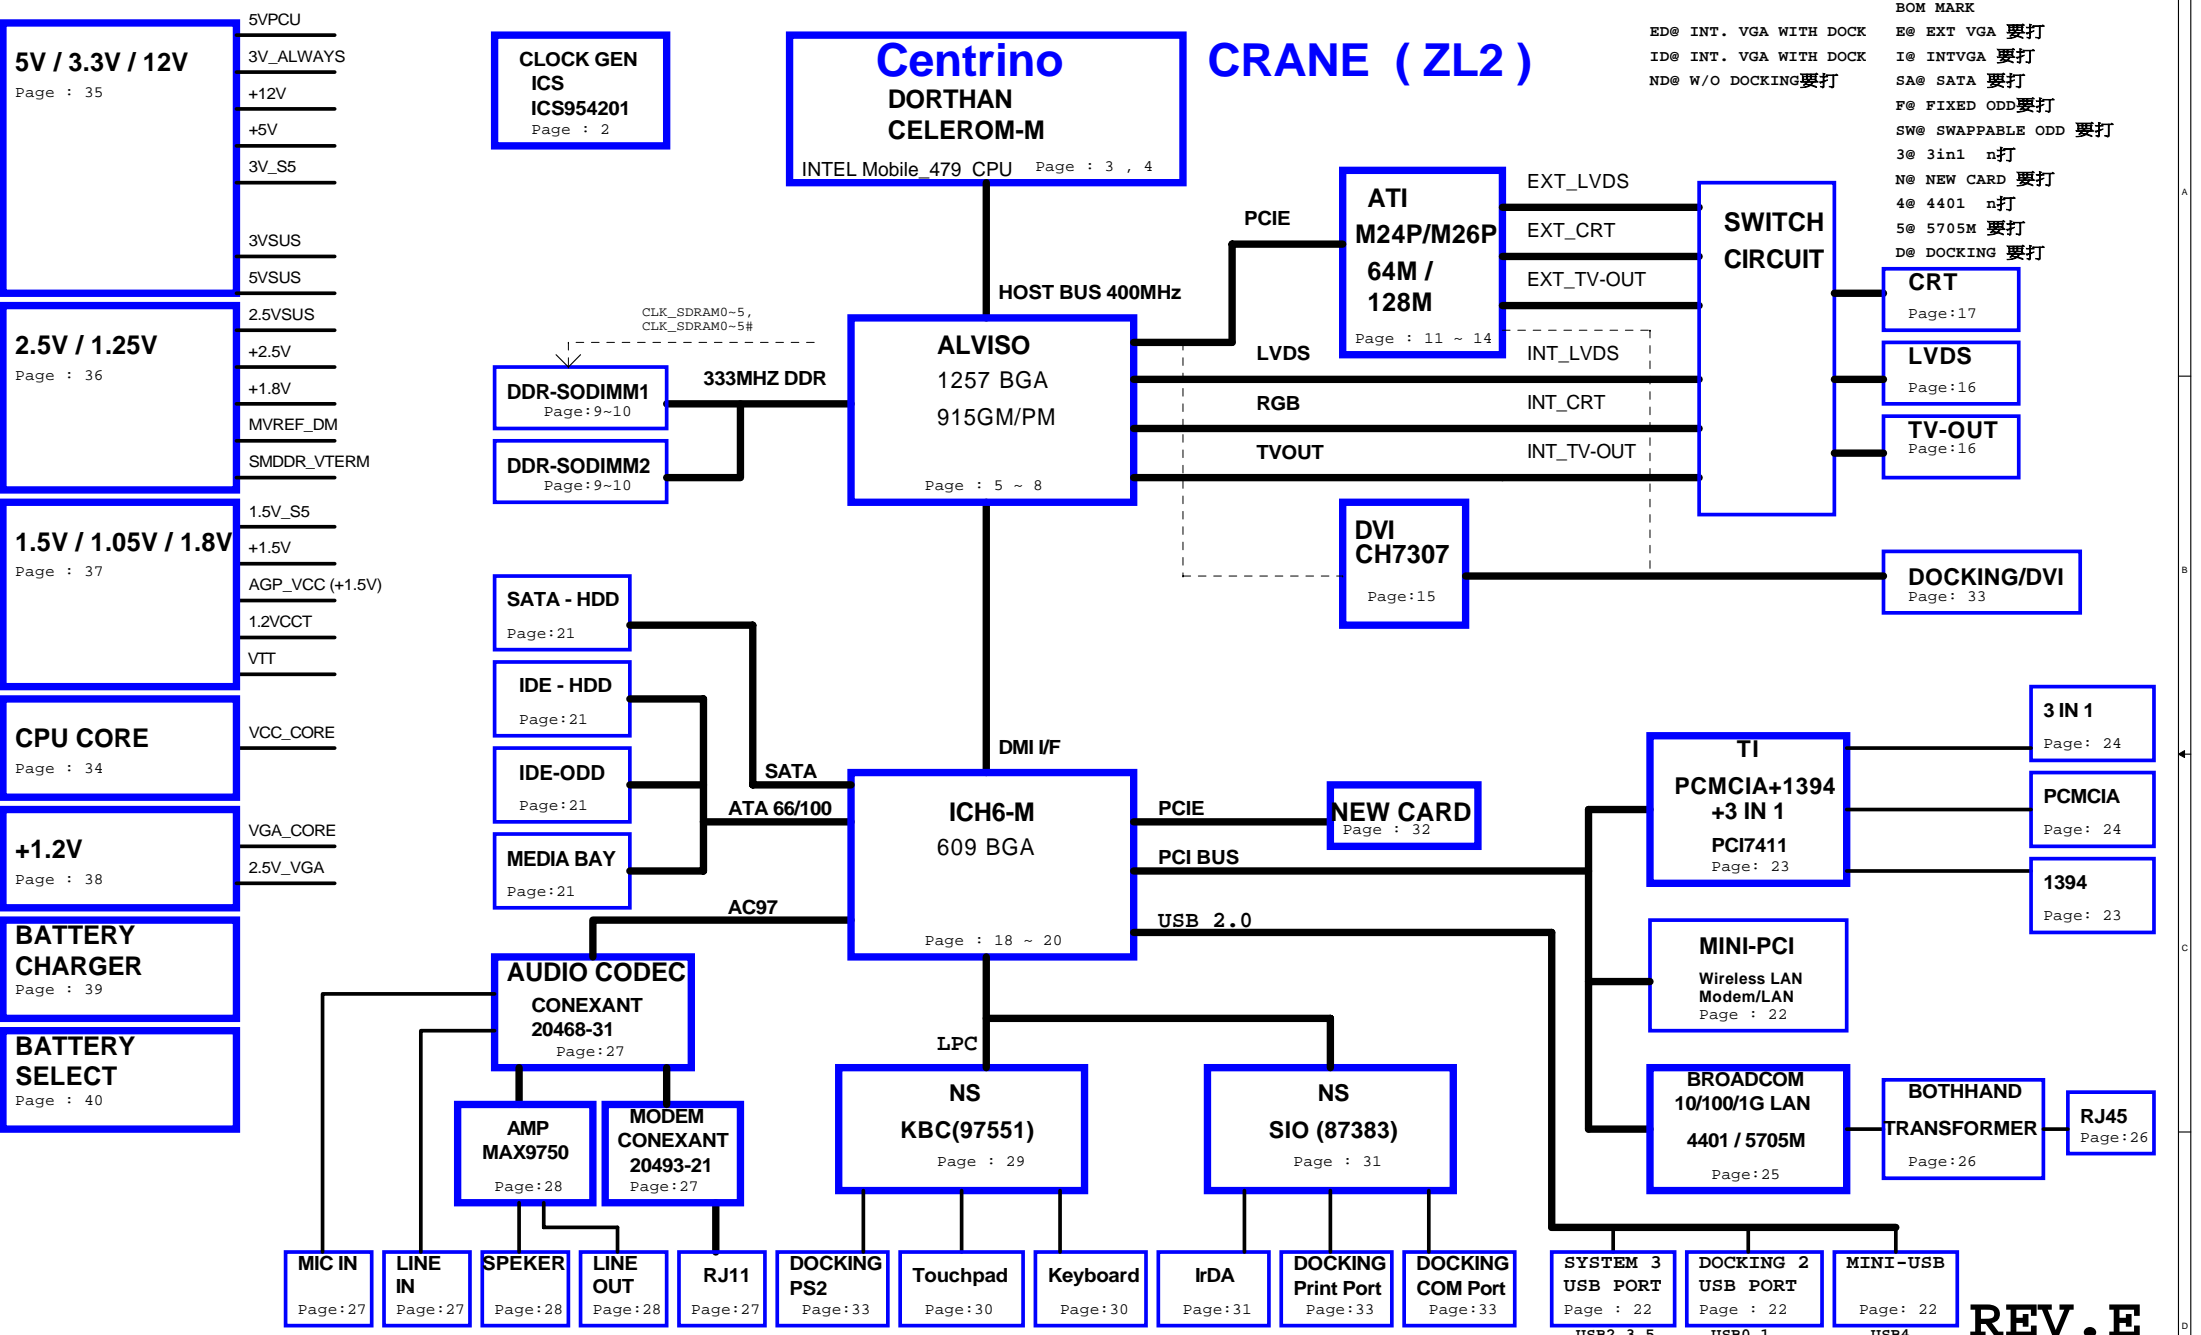 5V / 3.3V / 12V
Page : 35
5VPCU
3V_ALWAYS
+12V
+5V
3V_S5
3VSUS
5VSUS
2.5V / 1.25V
Page : 36
2.5VSUS
+2.5V
+1.8V
MVREF_DM
SMDDR_VTERM
1.5V / 1.05V / 1.8V
Page : 37
1.5V_S5
+1.5V
AGP_VCC (+1.5V)
1.2VCCT
VTT
CPU CORE
Page : 34
VCC_CORE
+1.2V
Page : 38
VGA_CORE
2.5V_VGA
BATTERY
CHARGER
Page : 39
BATTERY
SELECT
Page : 40
CLOCK GEN
ICS
ICS954201
Page : 2
Centrino
DORTHAN
CELEROM-M
INTEL Mobile_479 CPU Page : 3 , 4
CRANE ( ZL2 )
ED@ INT. VGA WITH DOCK
ID@ INT. VGA WITH DOCK
ND@ W/O DOCKING要打
BOM MARK
E@ EXT VGA 要打
I@ INTVGA 要打
SA@ SATA 要打
F@ FIXED ODD要打
SW@ SWAPPABLE ODD 要打
3@ 3in1 n打
N@ NEW CARD 要打
4@ 4401 n打
5@ 5705M 要打
D@ DOCKING 要打
HOST BUS 400MHz
CLK_SDRAM0~5,
CLK_SDRAM0~5#
DDR-SODIMM1
Page:9~10
DDR-SODIMM2
Page:9~10
333MHZ DDR
ALVISO
1257 BGA
915GM/PM
Page : 5 ~ 8
PCIE
LVDS
RGB
TVOUT
ATI
M24P/M26P
64M /
128M
Page : 11 ~ 14
EXT_LVDS
EXT_CRT
EXT_TV-OUT
INT_LVDS
INT_CRT
INT_TV-OUT
SWITCH
CIRCUIT
CRT
Page:17
LVDS
Page:16
TV-OUT
Page:16
DVI
CH7307
Page:15
DOCKING/DVI
Page: 33
SATA - HDD
Page:21
IDE - HDD
Page:21
IDE-ODD
Page:21
MEDIA BAY
Page:21
SATA
ATA 66/100
AC97
DMI I/F
ICH6-M
609 BGA
Page : 18 ~ 20
PCIE
PCI BUS
USB 2.0
NEW CARD
Page : 32
TI
PCMCIA+1394
+3 IN 1
PCI7411
Page: 23
3 IN 1
Page: 24
PCMCIA
Page: 24
1394
Page: 23
MINI-PCI
Wireless LAN
Modem/LAN
Page : 22
BROADCOM
10/100/1G LAN
4401 / 5705M
Page:25
BOTHHAND
TRANSFORMER
Page:26
RJ45
Page:26
AUDIO CODEC
CONEXANT
20468-31
Page:27
AMP
MAX9750
Page:28
MODEM
CONEXANT
20493-21
Page:27
LPC
NS
KBC(97551)
Page : 29
NS
SIO (87383)
Page : 31
MIC IN
Page:27
LINE
IN
Page:27
SPEKER
Page:28
LINE
OUT
Page:28
RJ11
Page:27
DOCKING
PS2
Page:33
Touchpad
Page:30
Keyboard
Page:30
IrDA
Page:31
DOCKING
Print Port
Page:33
DOCKING
COM Port
Page:33
SYSTEM 3
USB PORT
Page : 22
USB2,3,5
DOCKING 2
USB PORT
Page : 22
USB0,1
MINI-USB
Page: 22
USB4
REV.E
A
B
C
D